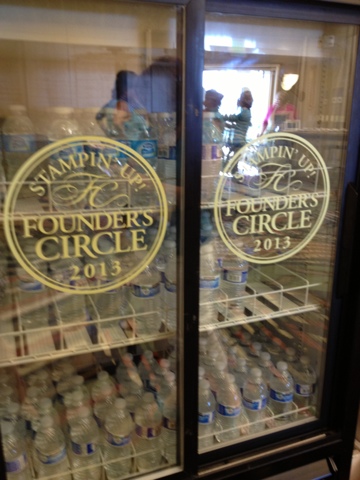 STAMPIN' UP!
FC
FOUNDER'S
CIRCLE
2013
STAMPIN' UP!
FC
FOUNDER'S
CIRCLE
2013